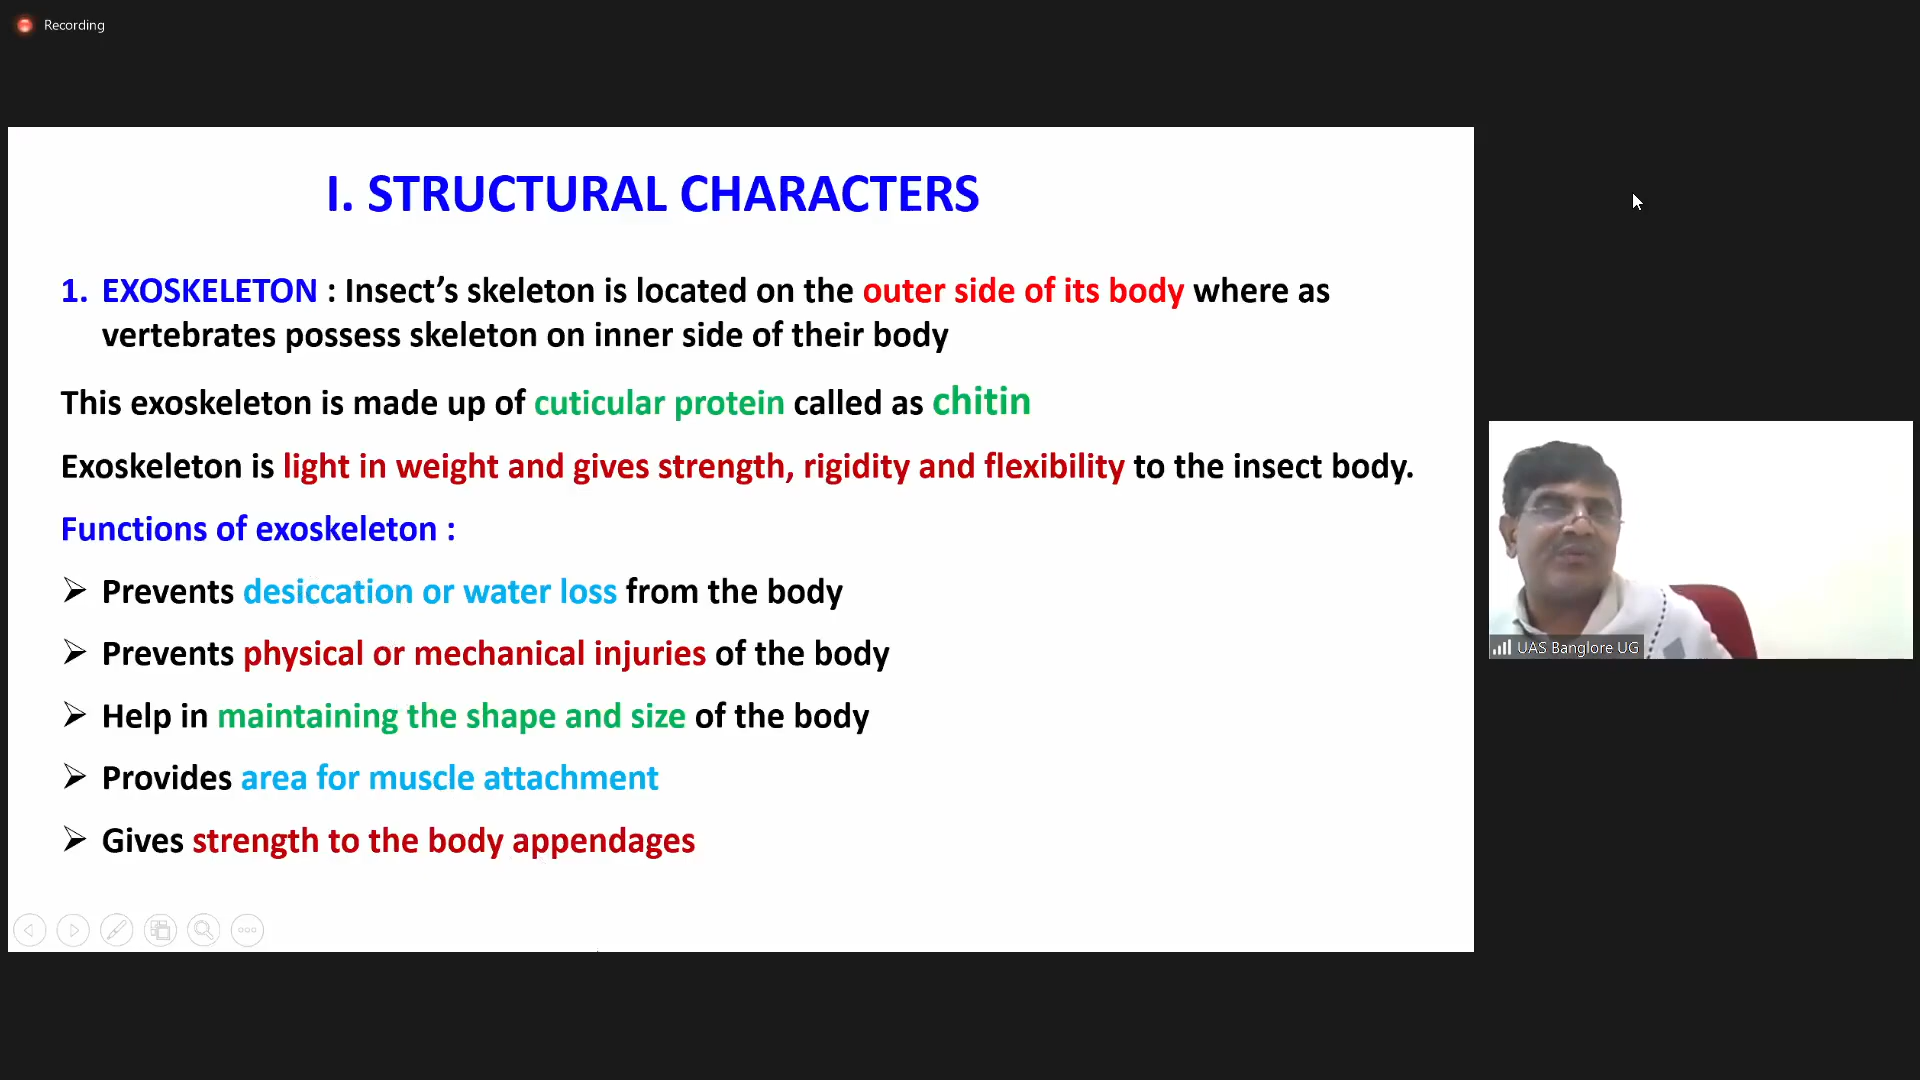 Recording
I. STRUCTURAL CHARACTERS
1. EXOSKELETON : Insect’s skeleton is located on the outer side of its body where as
vertebrates possess skeleton on inner side of their body
This exoskeleton is made up of cuticular protein called as chitin
Exoskeleton is light in weight and gives strength, rigidity and flexibility to the insect body.
Functions of exoskeleton :
➢ Prevents desiccation or water loss from the body
➢ Prevents physical or mechanical injuries of the body
➢ Help in maintaining the shape and size of the body
➢ Provides area for muscle attachment
➢ Gives strength to the body appendages
UAS Banglore UG